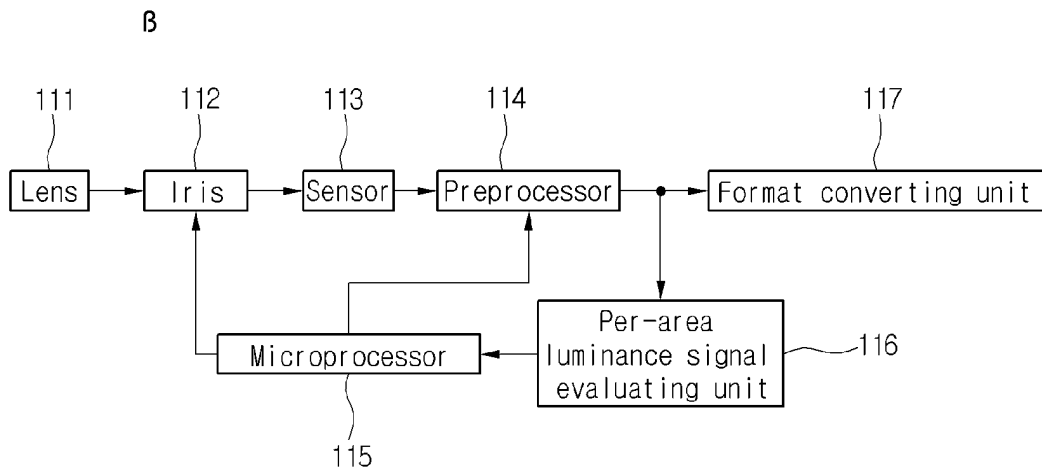 ß
111
112
113
114
117
Lens
Iris
Sensor
Preprocessor
Format converting unit
Microprocessor
Per-area
luminance signal
evaluating unit
116
115